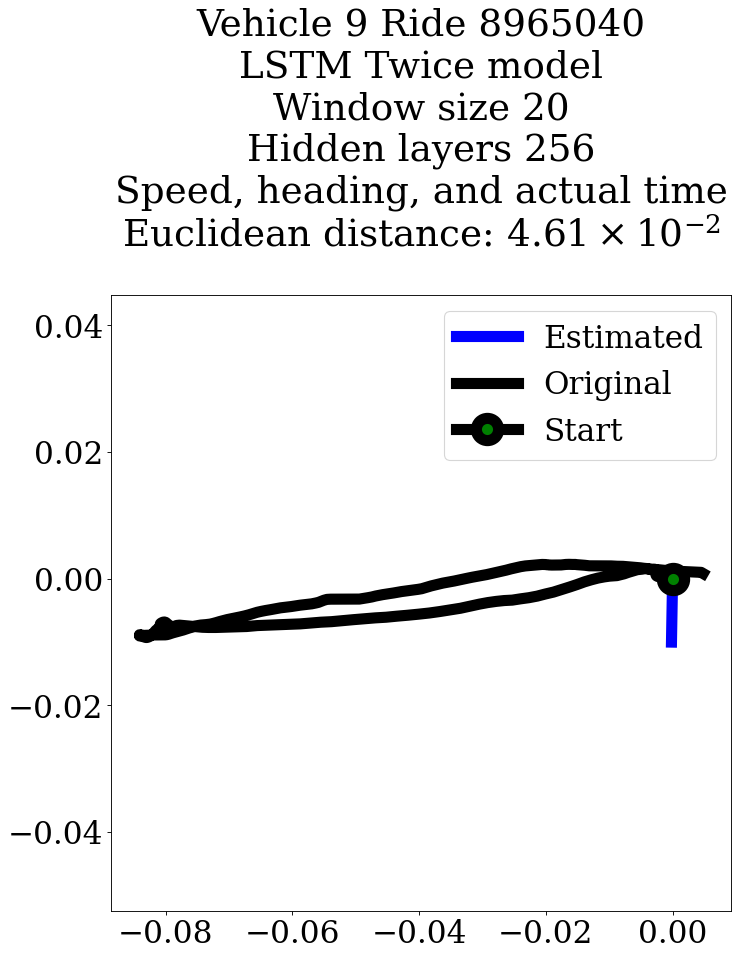 Vehicle 9 Ride 8965040
LSTM Twice model
Window size 20
Hidden layers 256
Speed, heading, and actual time
Euclidean distance: 4.61 × 10⁻²
Estimated
Original
Start
0.04
0.02
0.00
−0.02
−0.04
−0.08 −0.06 −0.04 −0.02 0.00